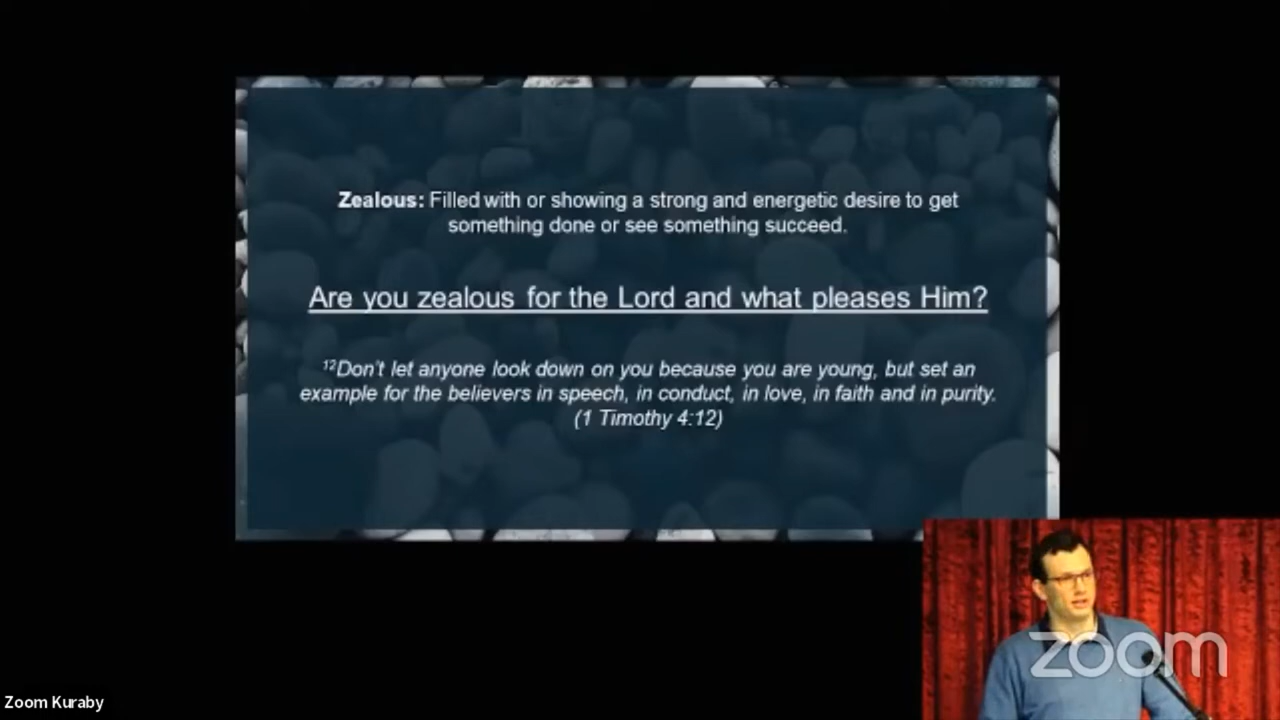 Zealous: Filled with or showing a strong and energetic desire to get
something done or see something succeed.
Are you zealous for the Lord and what pleases Him?
¹²Don't let anyone look down on you because you are young, but set an
example for the believers in speech, in conduct, in love, in faith and in purity.
(1 Timothy 4:12)
zoom
Zoom Kuraby